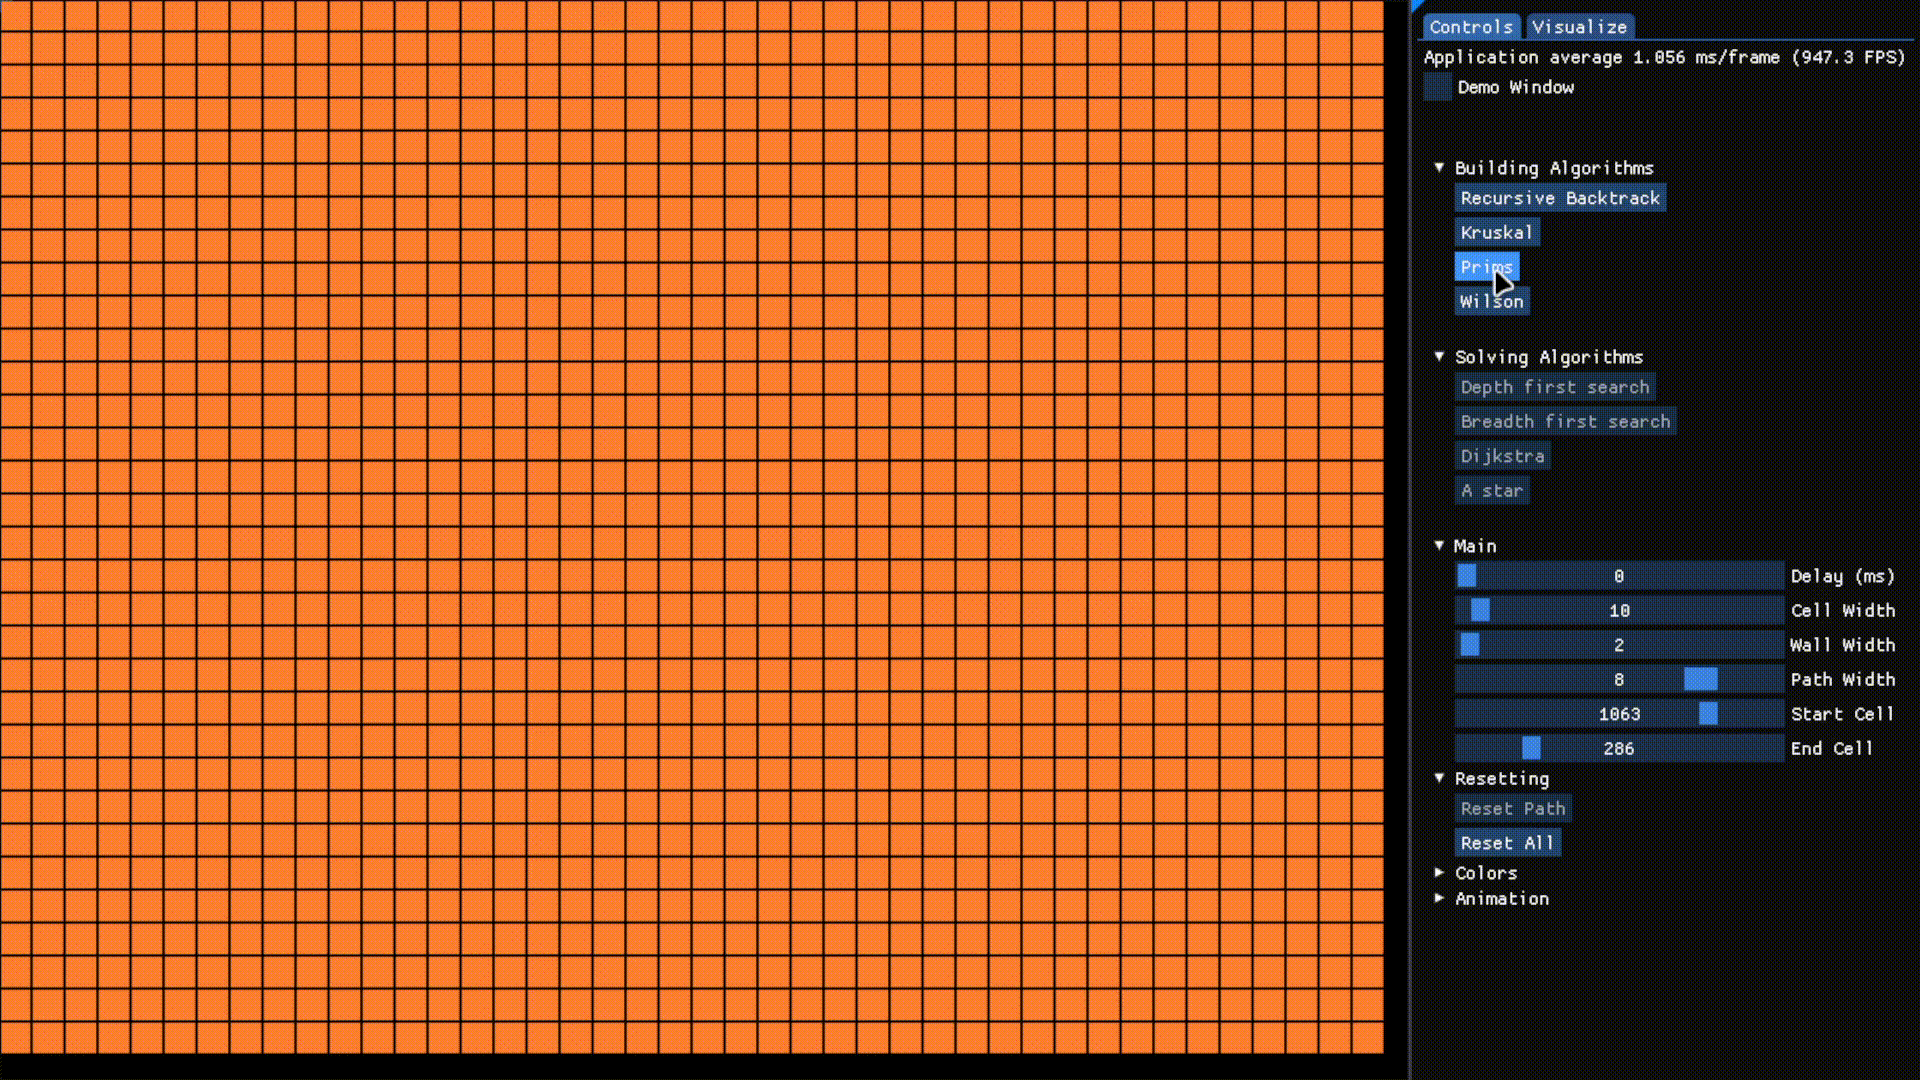 Controls Visualize
Application average 1.056 ms/frame (947.3 FPS)
Demo Window
Building Algorithms
Recursive Backtrack
Kruskal
Prims
Wilson
Solving Algorithms
Depth first search
Breadth first search
Dijkstra
A star
Main
0 Delay (ms)
10 Cell Width
2 Wall Width
8 Path Width
1063 Start Cell
286 End Cell
Resetting
Reset Path
Reset All
Colors
Animation